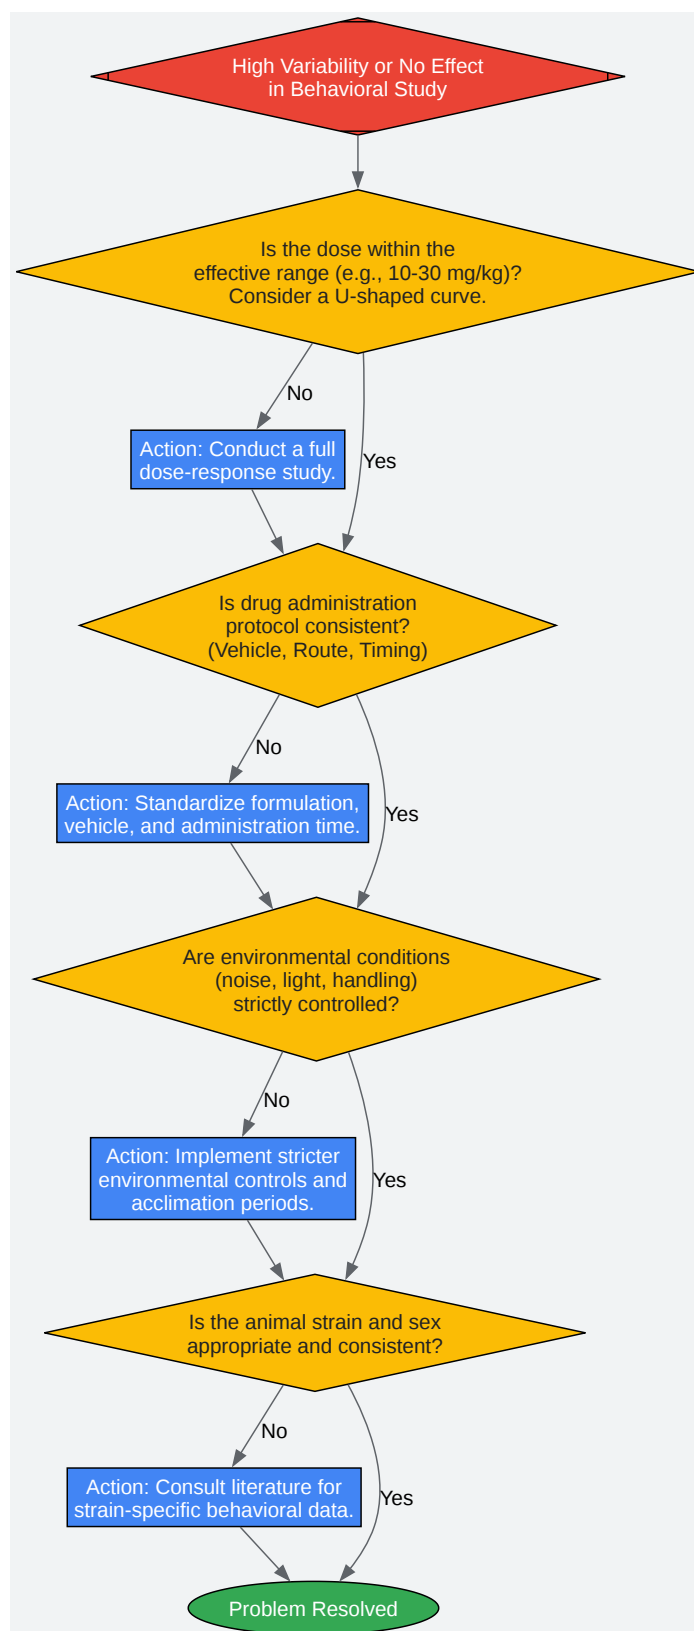 High Variability or No Effect
in Behavioral Study
Is the dose within the
effective range (e.g., 10-30 mg/kg)?
Consider a U-shaped curve.
No
Action: Conduct a full
dose-response study.
Yes
Is drug administration
protocol consistent?
(Vehicle, Route, Timing)
No
Action: Standardize formulation,
vehicle, and administration time.
Yes
Are environmental conditions
(noise, light, handling)
strictly controlled?
No
Action: Implement stricter
environmental controls and
acclimation periods.
Yes
Is the animal strain and sex
appropriate and consistent?
No
Action: Consult literature for
strain-specific behavioral data.
Yes
Problem Resolved